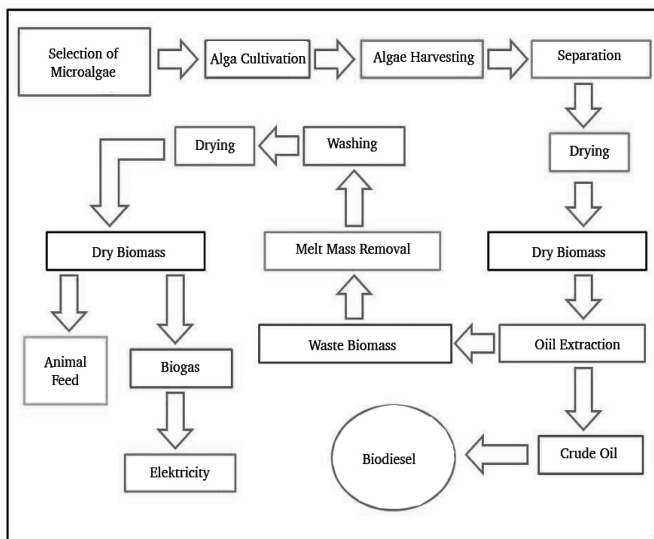 Selection of
Microalgae
Alga Cultivation
Algae Harvesting
Separation
Drying
Washing
Drying
Dry Biomass
Melt Mass Removal
Dry Biomass
Animal
Feed
Biogas
Waste Biomass
Oiil Extraction
Elektricity
Biodiesel
Crude Oil